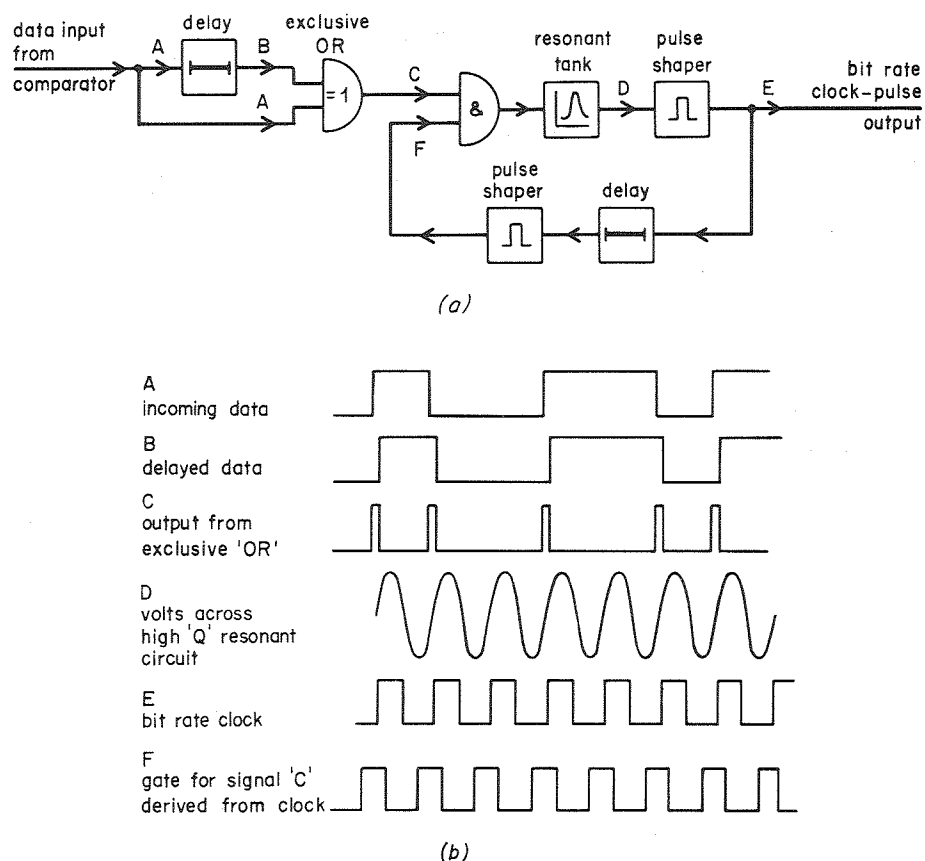 data input
from
comparator
A
delay
B
exclusive
OR
=1
A
C
&
F
resonant
tank
D
pulse
shaper
E
bit rate
clock-pulse
output
pulse
shaper
delay
(a)
A
incoming data
B
delayed data
C
output from
exclusive 'OR'
D
volts across
high 'Q' resonant
circuit
E
bit rate clock
F
gate for signal 'C'
derived from clock
(b)